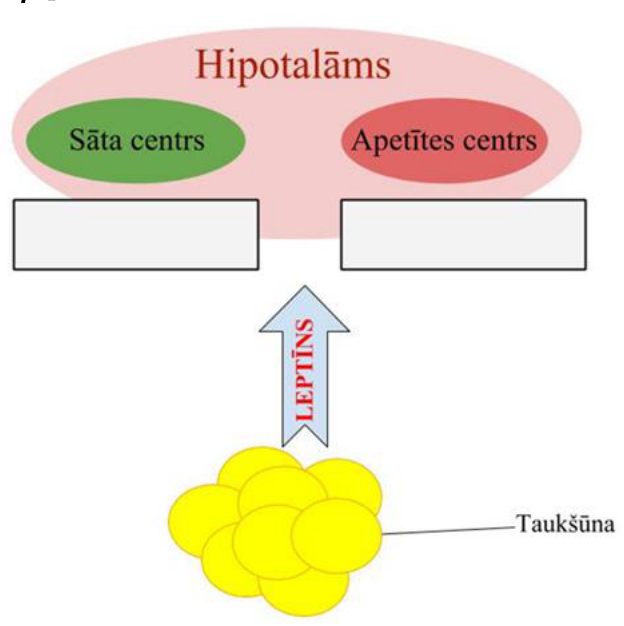 Hipotalāms
Sāta centrs
Apetītes centrs
LEPTĪNS
Taukšūna